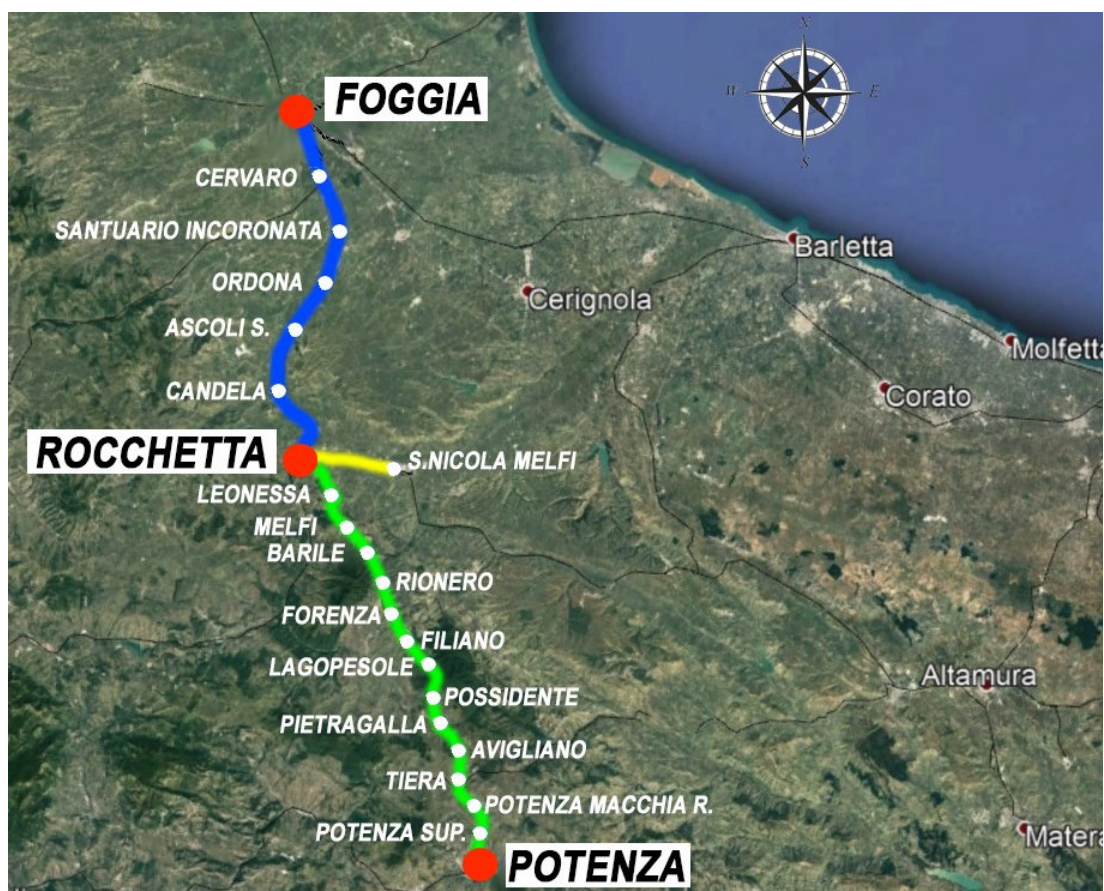 N
W
E
S
FOGGIA
CERVARO
SANTUARIO INCORONATA
Barletta
ORDONA
Cerignola
ASCOLI S.
Molfetta
CANDELA
Corato
ROCCHETTA
S.NICOLA MELFI
LEONESSA
MELFI
BARILE
RIONERO
FORENZA
FILIANO
LAGOPESOLE
Altamura
POSSIDENTE
PIETRAGALLA
AVIGLIANO
TIERA
POTENZA MACCHIA R.
POTENZA SUP.
Matera
POTENZA